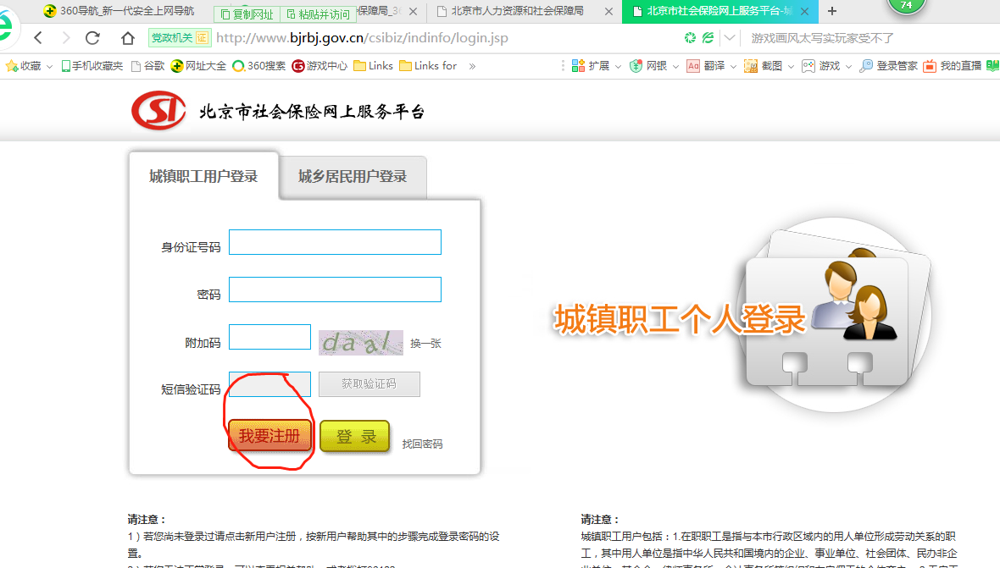 360导航_新一代安全上网导航
复制网址
粘贴并访问
保障局_36
北京市人力资源和社会保障局
北京市社会保险网上服务平台-城
74
党政机关 证
http://www.bjrbj.gov.cn/csibiz/indinfo/login.jsp
游戏画风太写实玩家受不了
收藏
手机收藏夹
谷歌
网址大全
360搜索
游戏中心
Links
Links for
»
扩展
网银
翻译
截图
游戏
登录管家
我的直播
北京市社会保险网上服务平台
城镇职工用户登录
城乡居民用户登录
身份证号码
密码
附加码
daal
换一张
短信验证码
获取验证码
我要注册
登 录
找回密码
城镇职工个人登录
请注意：
1）若您尚未登录过请点击新用户注册，按新用户帮助其中的步骤完成登录密码的设
置。
请注意：
城镇职工用户包括：1.在职职工是指与本市行政区域内的用人单位形成劳动关系的职
工，其中用人单位是指中华人民共和国境内的企业、事业单位、社会团体、民办非企